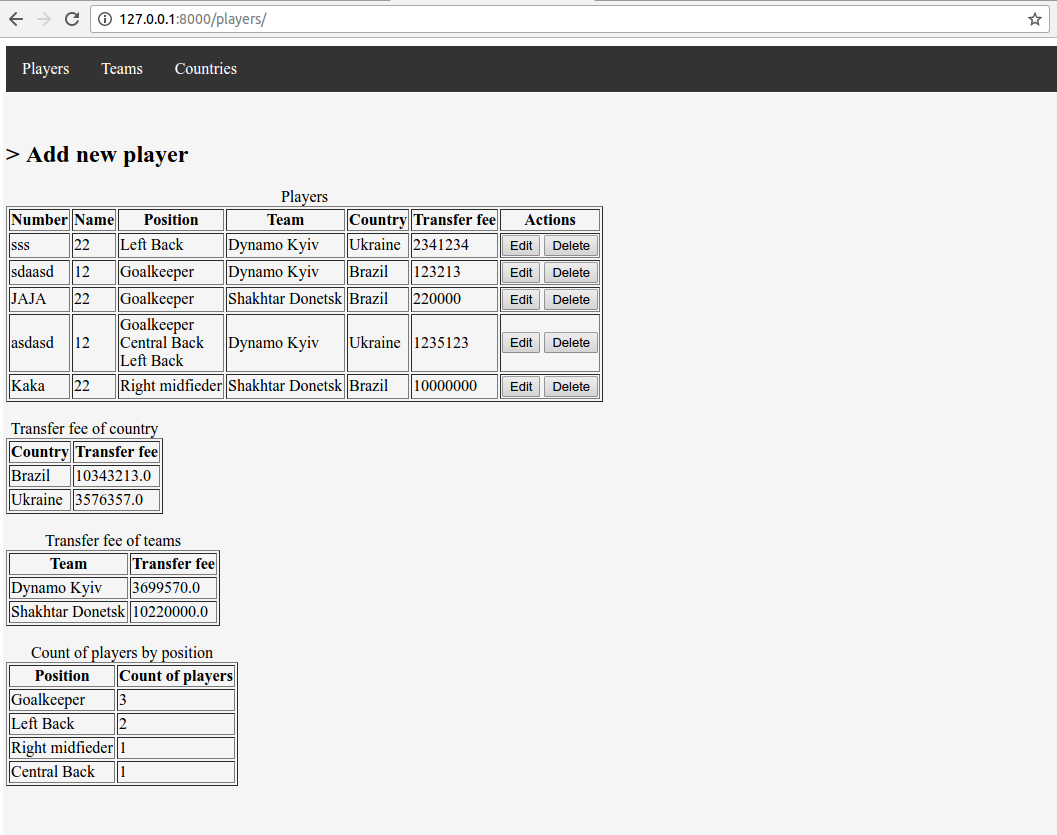 127.0.0.1:8000/players/
Players Teams Countries
> Add new player
Players
Number Name Position Team Country Transfer fee Actions
sss 22 Left Back Dynamo Kyiv Ukraine 2341234 Edit Delete
sdaasd 12 Goalkeeper Dynamo Kyiv Brazil 123213 Edit Delete
JAJA 22 Goalkeeper Shakhtar Donetsk Brazil 220000 Edit Delete
Goalkeeper
asdasd 12 Central Back Dynamo Kyiv Ukraine 1235123 Edit Delete
Left Back
Kaka 22 Right midfieder Shakhtar Donetsk Brazil 10000000 Edit Delete
Transfer fee of country
Country Transfer fee
Brazil 10343213.0
Ukraine 3576357.0
Transfer fee of teams
Team Transfer fee
Dynamo Kyiv 3699570.0
Shakhtar Donetsk 10220000.0
Count of players by position
Position Count of players
Goalkeeper 3
Left Back 2
Right midfieder 1
Central Back 1